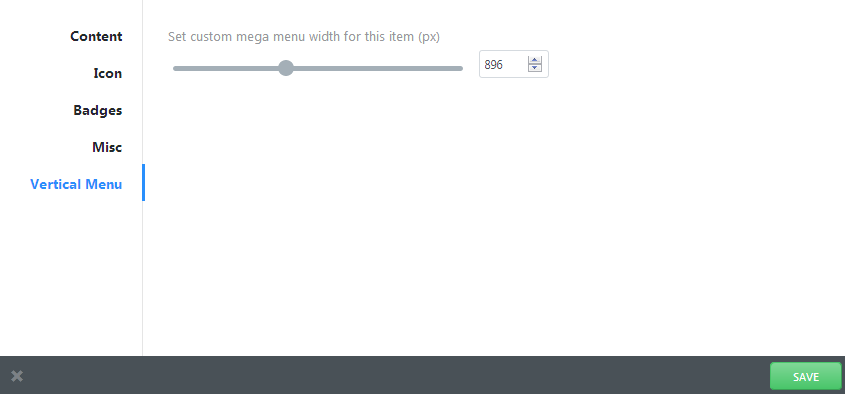 Content
Icon
Badges
Misc
Vertical Menu
Set custom mega menu width for this item (px)
896
SAVE